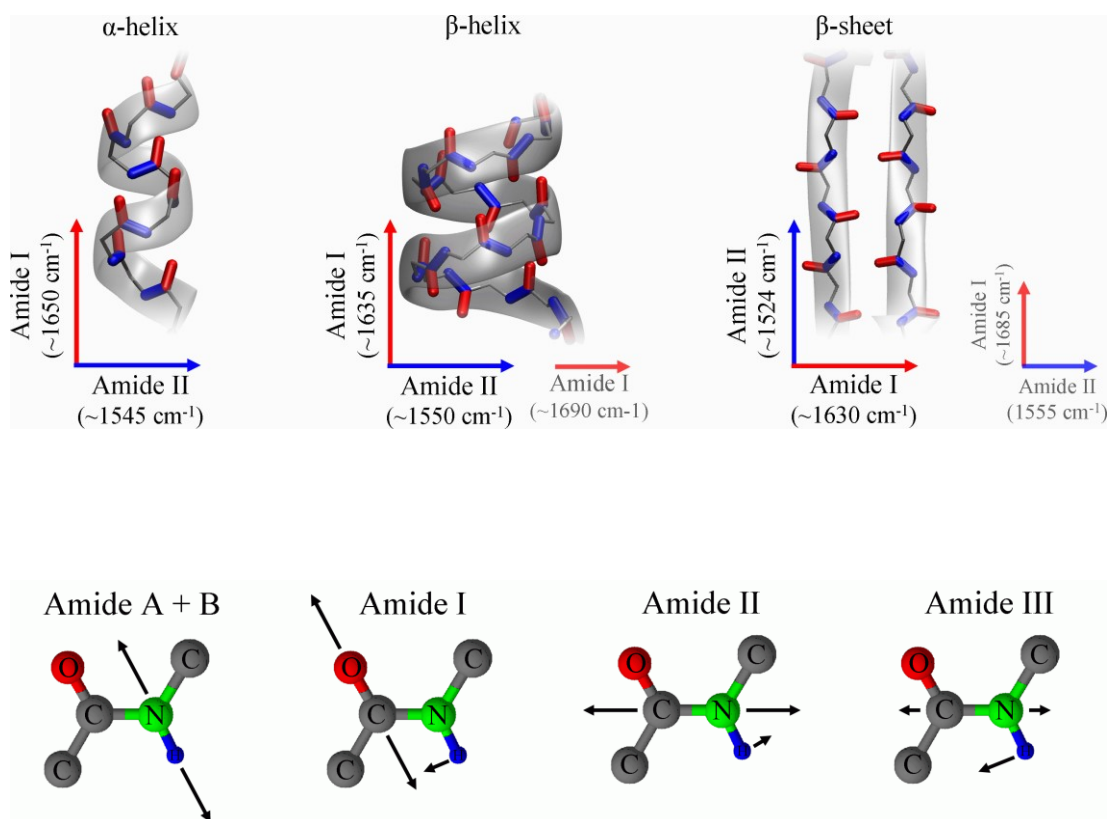 α-helix
β-helix
β-sheet
Amide I
(~1650 cm-1)
Amide II
(~1545 cm-1)
Amide I
(~1635 cm-1)
Amide II
(~1550 cm-1)
Amide I
(~1690 cm-1)
Amide II
(~1524 cm-1)
Amide I
(~1630 cm-1)
Amide I
(~1685 cm-1)
Amide II
(1555 cm-1)
Amide A + B
Amide I
Amide II
Amide III
O
C
C
N
C
H
O
C
C
N
C
H
O
C
C
N
C
H
O
C
C
N
C
H